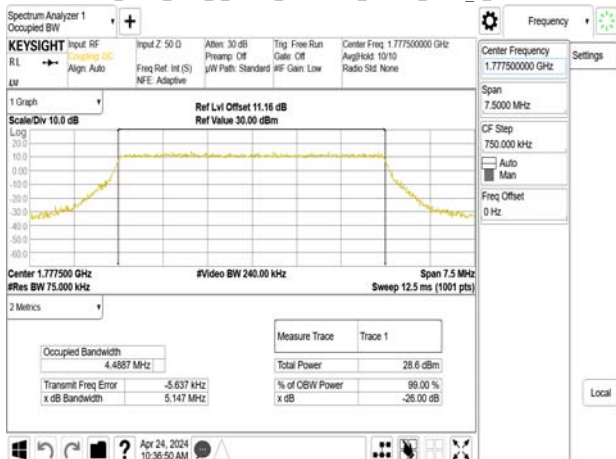 Spectrum Analyzer 1
Occupied BW
Frequency
KEYSIGHT
Input: RF
Input Z: 50 Ω
Atten: 30 dB
Trig: Free Run
Center Freq: 1.777500000 GHz
RL
Coupling: DC
Preamp: Off
Gate: Off
Avg|Hold: 10/10
Align: Auto
Freq Ref: Int (S)
µW Path: Standard
#IF Gain: Low
Radio Std: None
NFE: Adaptive
Center Frequency
1.777500000 GHz
Settings
Span
7.5000 MHz
CF Step
750.000 kHz
Auto
Man
Freq Offset
0 Hz
Local
1 Graph
Ref Lvl Offset 11.16 dB
Scale/Div 10.0 dB
Ref Value 30.00 dBm
Log
20.0
10.0
0.00
-10.0
-20.0
-30.0
-40.0
-50.0
-60.0
Center 1.777500 GHz
#Video BW 240.00 kHz
Span 7.5 MHz
#Res BW 75.000 kHz
Sweep 12.5 ms (1001 pts)
2 Metrics
Measure Trace
Trace 1
Occupied Bandwidth
4.4887 MHz
Total Power
28.6 dBm
Transmit Freq Error
-5.637 kHz
% of OBW Power
99.00 %
x dB Bandwidth
5.147 MHz
x dB
-26.00 dB
?
Apr 24, 2024
10:36:50 AM